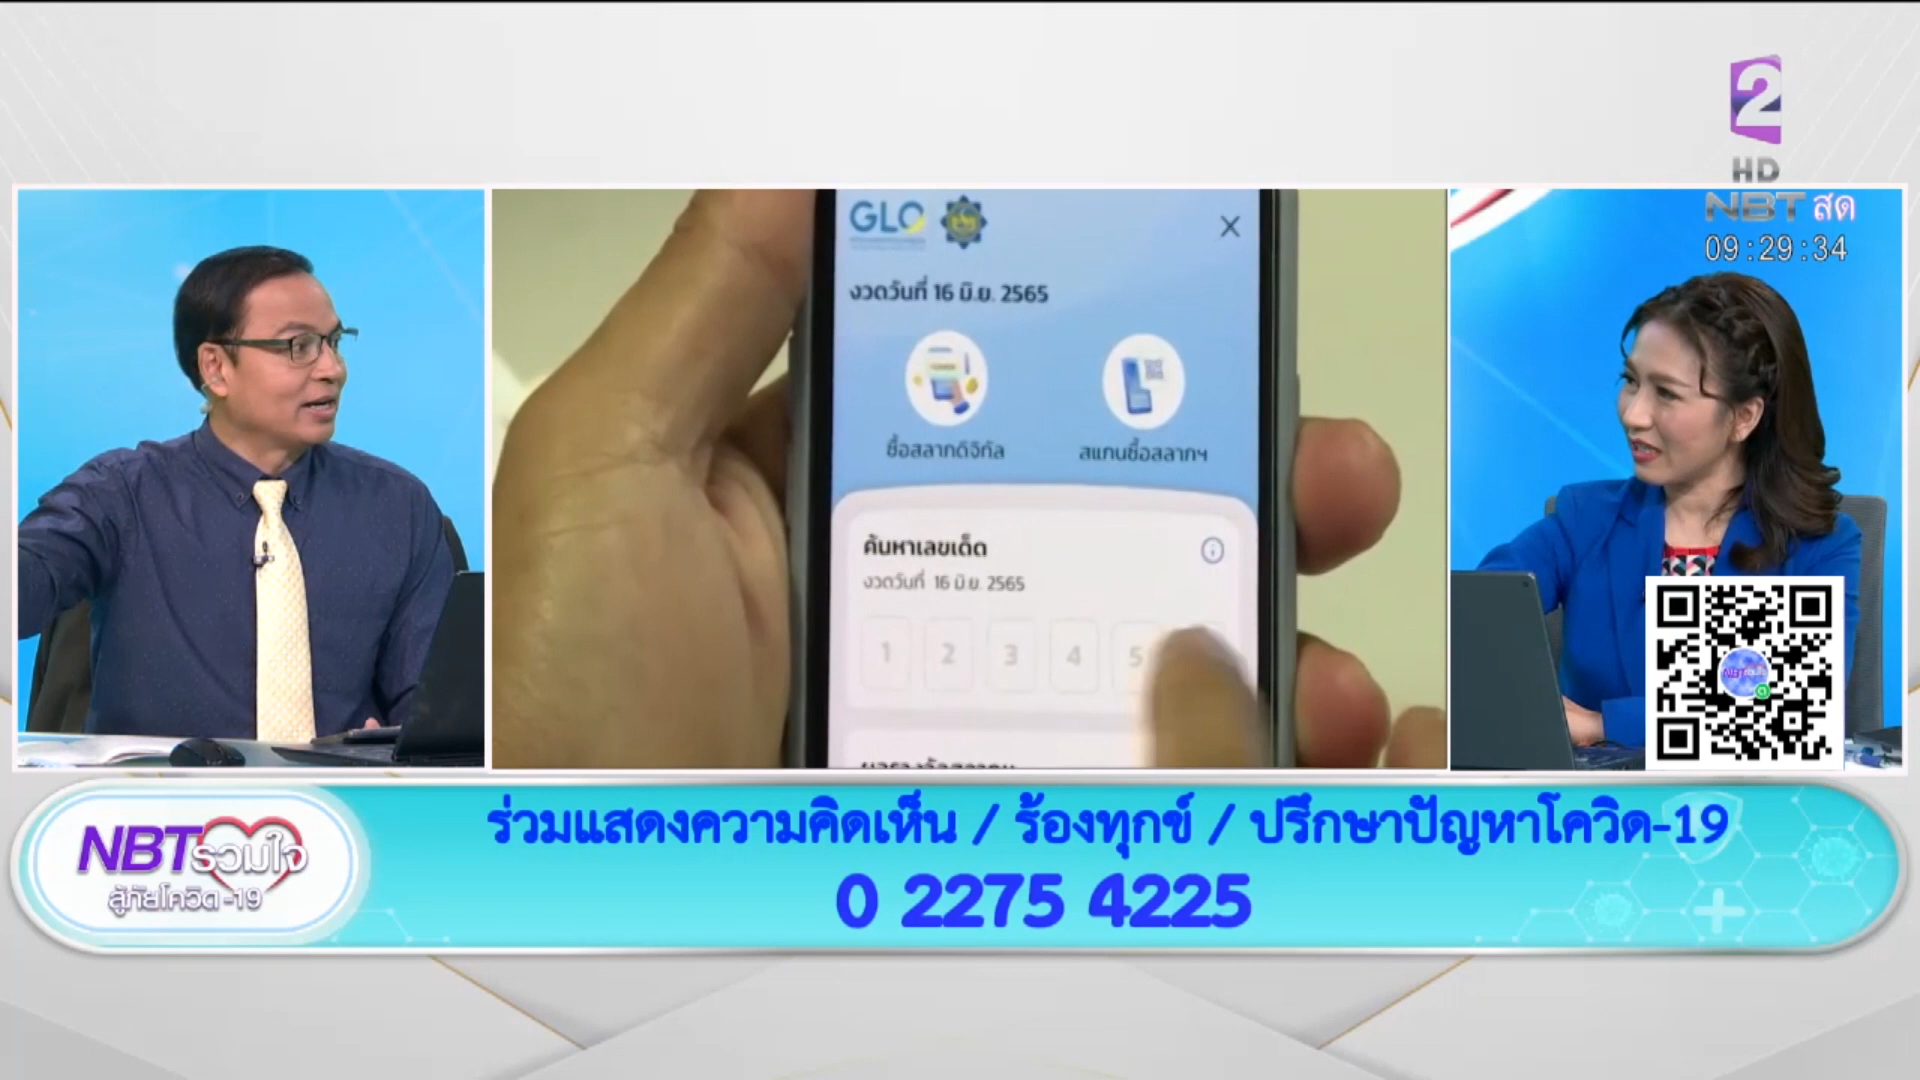 2
HD
NBT สด
09:29:34
GLO
งวดวันที่ 16 มิ.ย. 2565
ซื้อสลากดิจิทัล
สแกนซื้อสลากฯ
ค้นหาเลขเด็ด
งวดวันที่ 16 มิ.ย. 2565
1 2 3 4 5
NBTรวมใจ
สู้ภัยโควิด-19
ร่วมแสดงความคิดเห็น / ร้องทุกข์ / ปรึกษาปัญหาโควิด-19
0 2275 4225